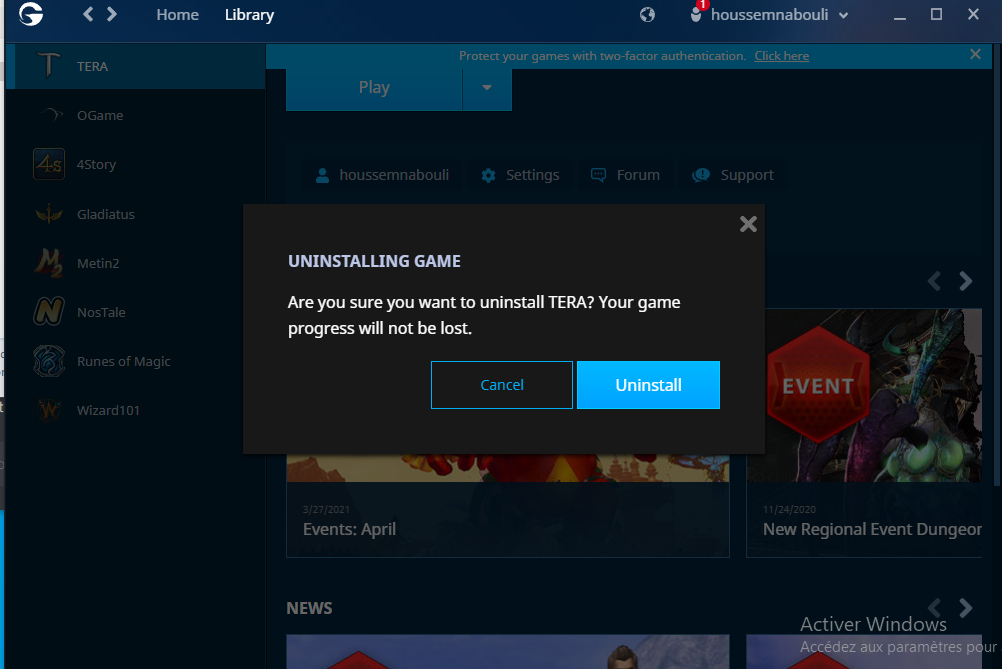 Home Library 1 houssemnabouli
Protect your games with two-factor authentication. Click here
TERA
OGame
4Story
Gladiatus
Metin2
NosTale
Runes of Magic
Wizard101
Play
houssemnabouli Settings Forum Support
UNINSTALLING GAME
Are you sure you want to uninstall TERA? Your game
progress will not be lost.
Cancel Uninstall
EVENT
3/27/2021
Events: April
11/24/2020
New Regional Event Dungeon
NEWS
Activer Windows
Accédez aux paramètres pour